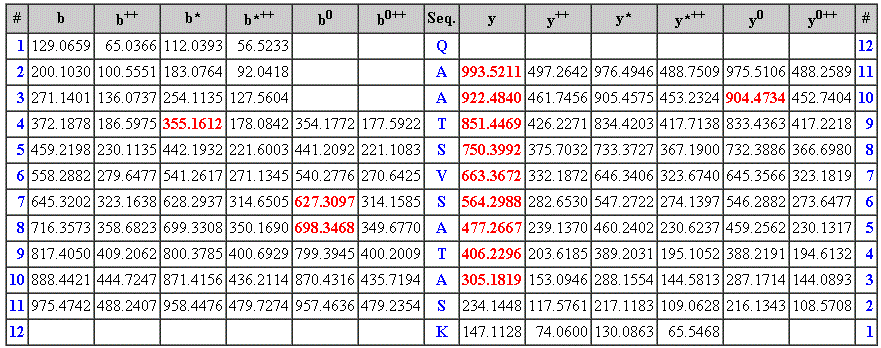 # b b++ b* b*++ b0 b0++ Seq. y y++ y* y*++ y0 y0++ #
1 129.0659 65.0366 112.0393 56.5233 Q 12
2 200.1030 100.5551 183.0764 92.0418 A 993.5211 497.2642 976.4946 488.7509 975.5106 488.2589 11
3 271.1401 136.0737 254.1135 127.5604 A 922.4840 461.7456 905.4575 453.2324 904.4734 452.7404 10
4 372.1878 186.5975 355.1612 178.0842 354.1772 177.5922 T 851.4469 426.2271 834.4203 417.7138 833.4363 417.2218 9
5 459.2198 230.1135 442.1932 221.6003 441.2092 221.1083 S 750.3992 375.7032 733.3727 367.1900 732.3886 366.6980 8
6 558.2882 279.6477 541.2617 271.1345 540.2776 270.6425 V 663.3672 332.1872 646.3406 323.6740 645.3566 323.1819 7
7 645.3202 323.1638 628.2937 314.6505 627.3097 314.1585 S 564.2988 282.6530 547.2722 274.1397 546.2882 273.6477 6
8 716.3573 358.6823 699.3308 350.1690 698.3468 349.6770 A 477.2667 239.1370 460.2402 230.6237 459.2562 230.1317 5
9 817.4050 409.2062 800.3785 400.6929 799.3945 400.2009 T 406.2296 203.6185 389.2031 195.1052 388.2191 194.6132 4
10 888.4421 444.7247 871.4156 436.2114 870.4316 435.7194 A 305.1819 153.0946 288.1554 144.5813 287.1714 144.0893 3
11 975.4742 488.2407 958.4476 479.7274 957.4636 479.2354 S 234.1448 117.5761 217.1183 109.0628 216.1343 108.5708 2
12 K 147.1128 74.0600 130.0863 65.5468 1